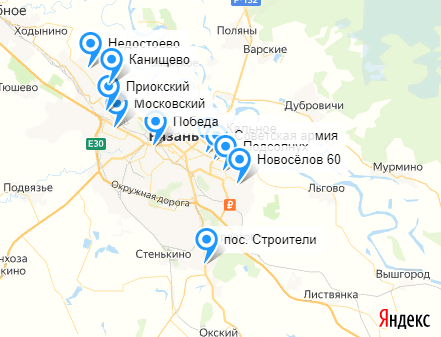 бное
Ходынино
Поляны
Р-132
Недостоево
Варские
Канищево
Тюшево
Приокский
Дубровичи
Московский
Победа
Советская армия
E30
Новосёлов 60
Мурмино
Подвязье
Окружная дорога
Льгово
пос. Строители
Стенькино
Вышгород
Листвянка
Яндекс
Окский